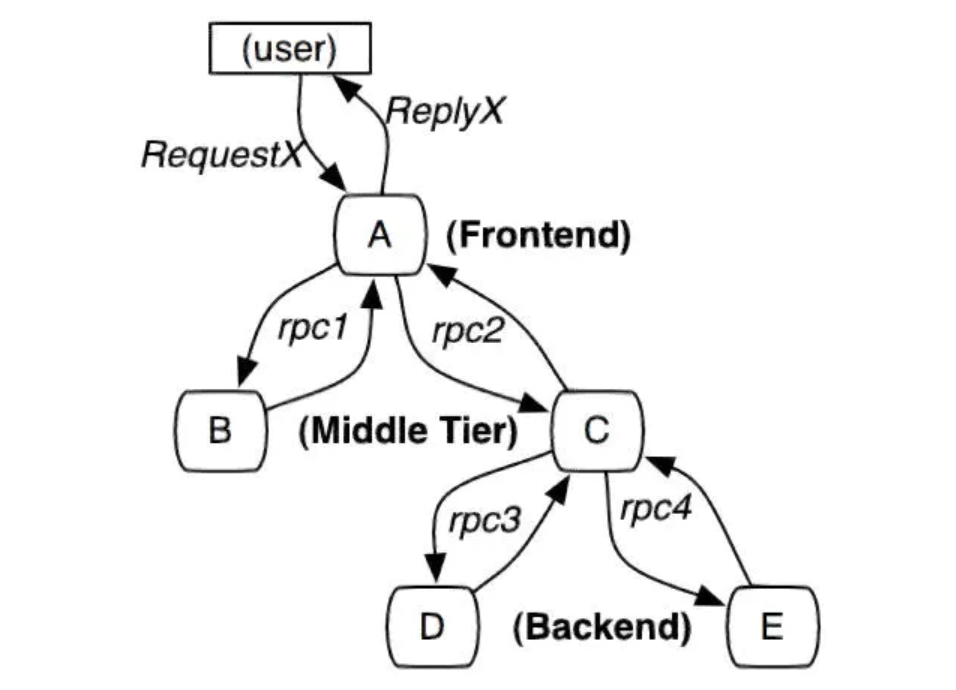 (user)
ReplyX
RequestX
A (Frontend)
rpc1 rpc2
B (Middle Tier) C
rpc3 rpc4
D (Backend) E